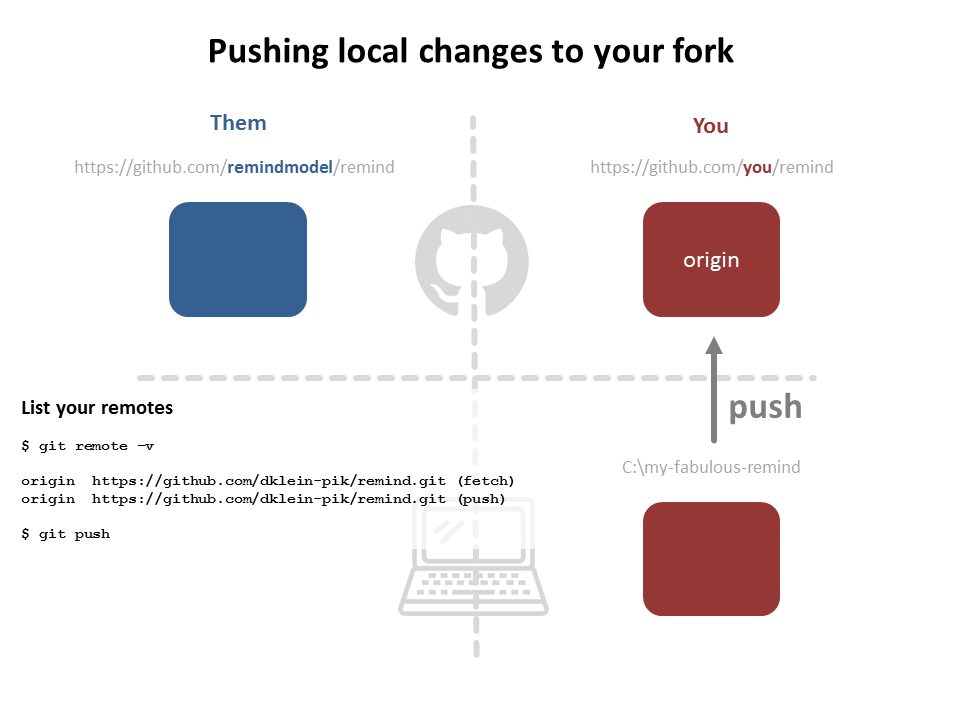 Pushing local changes to your fork
Them
You
https://github.com/remindmodel/remind
https://github.com/you/remind
origin
push
List your remotes
$ git remote –v
C:\my-fabulous-remind
origin  https://github.com/dklein-pik/remind.git (fetch)
origin  https://github.com/dklein-pik/remind.git (push)
$ git push